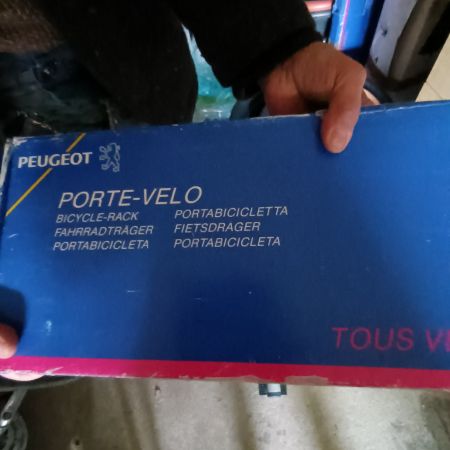 PEUGEOT
PORTE-VELO
BICYCLE-RACK PORTABICICLETTA
FAHRRADTRÄGER FIETSDRAGER
PORTABICICLETA PORTABICICLETA
TOUS